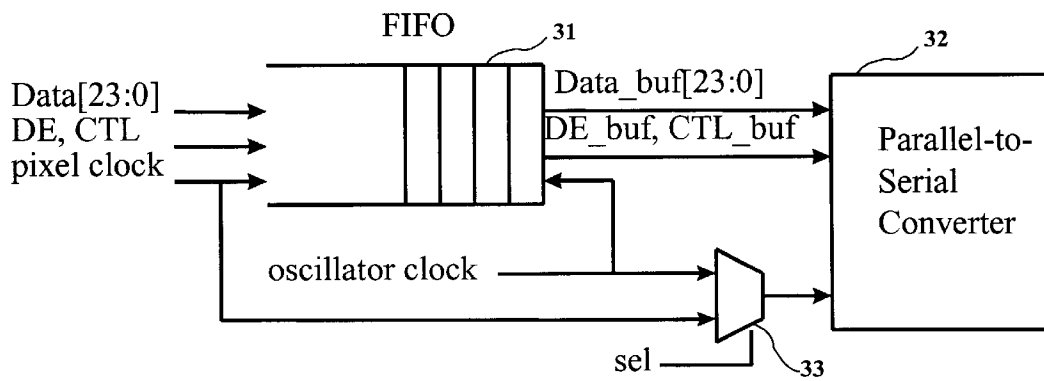 FIFO
31
32
Data[23:0]
DE, CTL
pixel clock
Data_buf[23:0]
DE_buf, CTL_buf
Parallel-to-
Serial
Converter
oscillator clock
sel
33